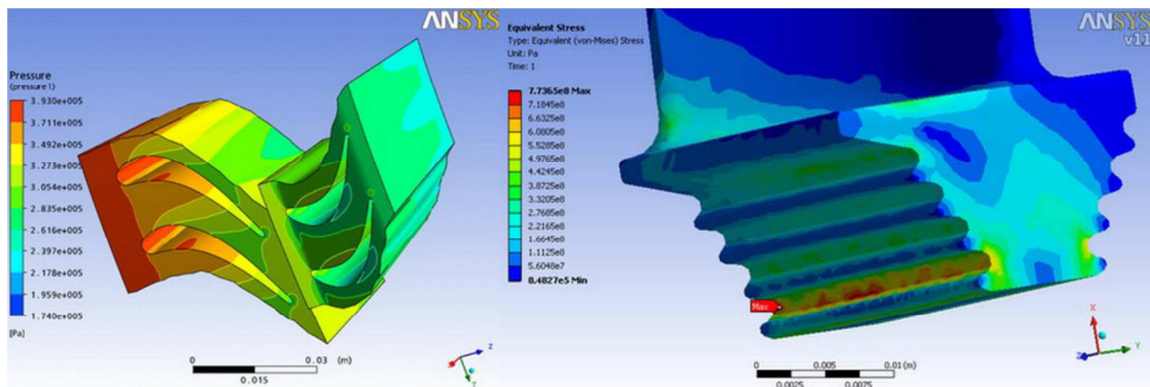 ANSYS
Pressure
(pressure 1)
3.930e+005
3.711e+005
3.492e+005
3.273e+005
3.054e+005
2.835e+005
2.616e+005
2.397e+005
2.178e+005
1.959e+005
1.740e+005
[Pa]
0
0.03 (m)
0.015
Z
X
Y
ANSYS
v11
Equivalent Stress
Type: Equivalent (von-Mises) Stress
Unit: Pa
Time: 1
7.7365e8 Max
7.1845e8
6.6325e8
6.0805e8
5.5285e8
4.9765e8
4.4245e8
3.8725e8
3.3205e8
2.7685e8
2.2165e8
1.6645e8
1.1125e8
5.6048e7
8.4827e5 Min
Max
0
0.005
0.01 (m)
0.0025
0.0075
X
Z
Y